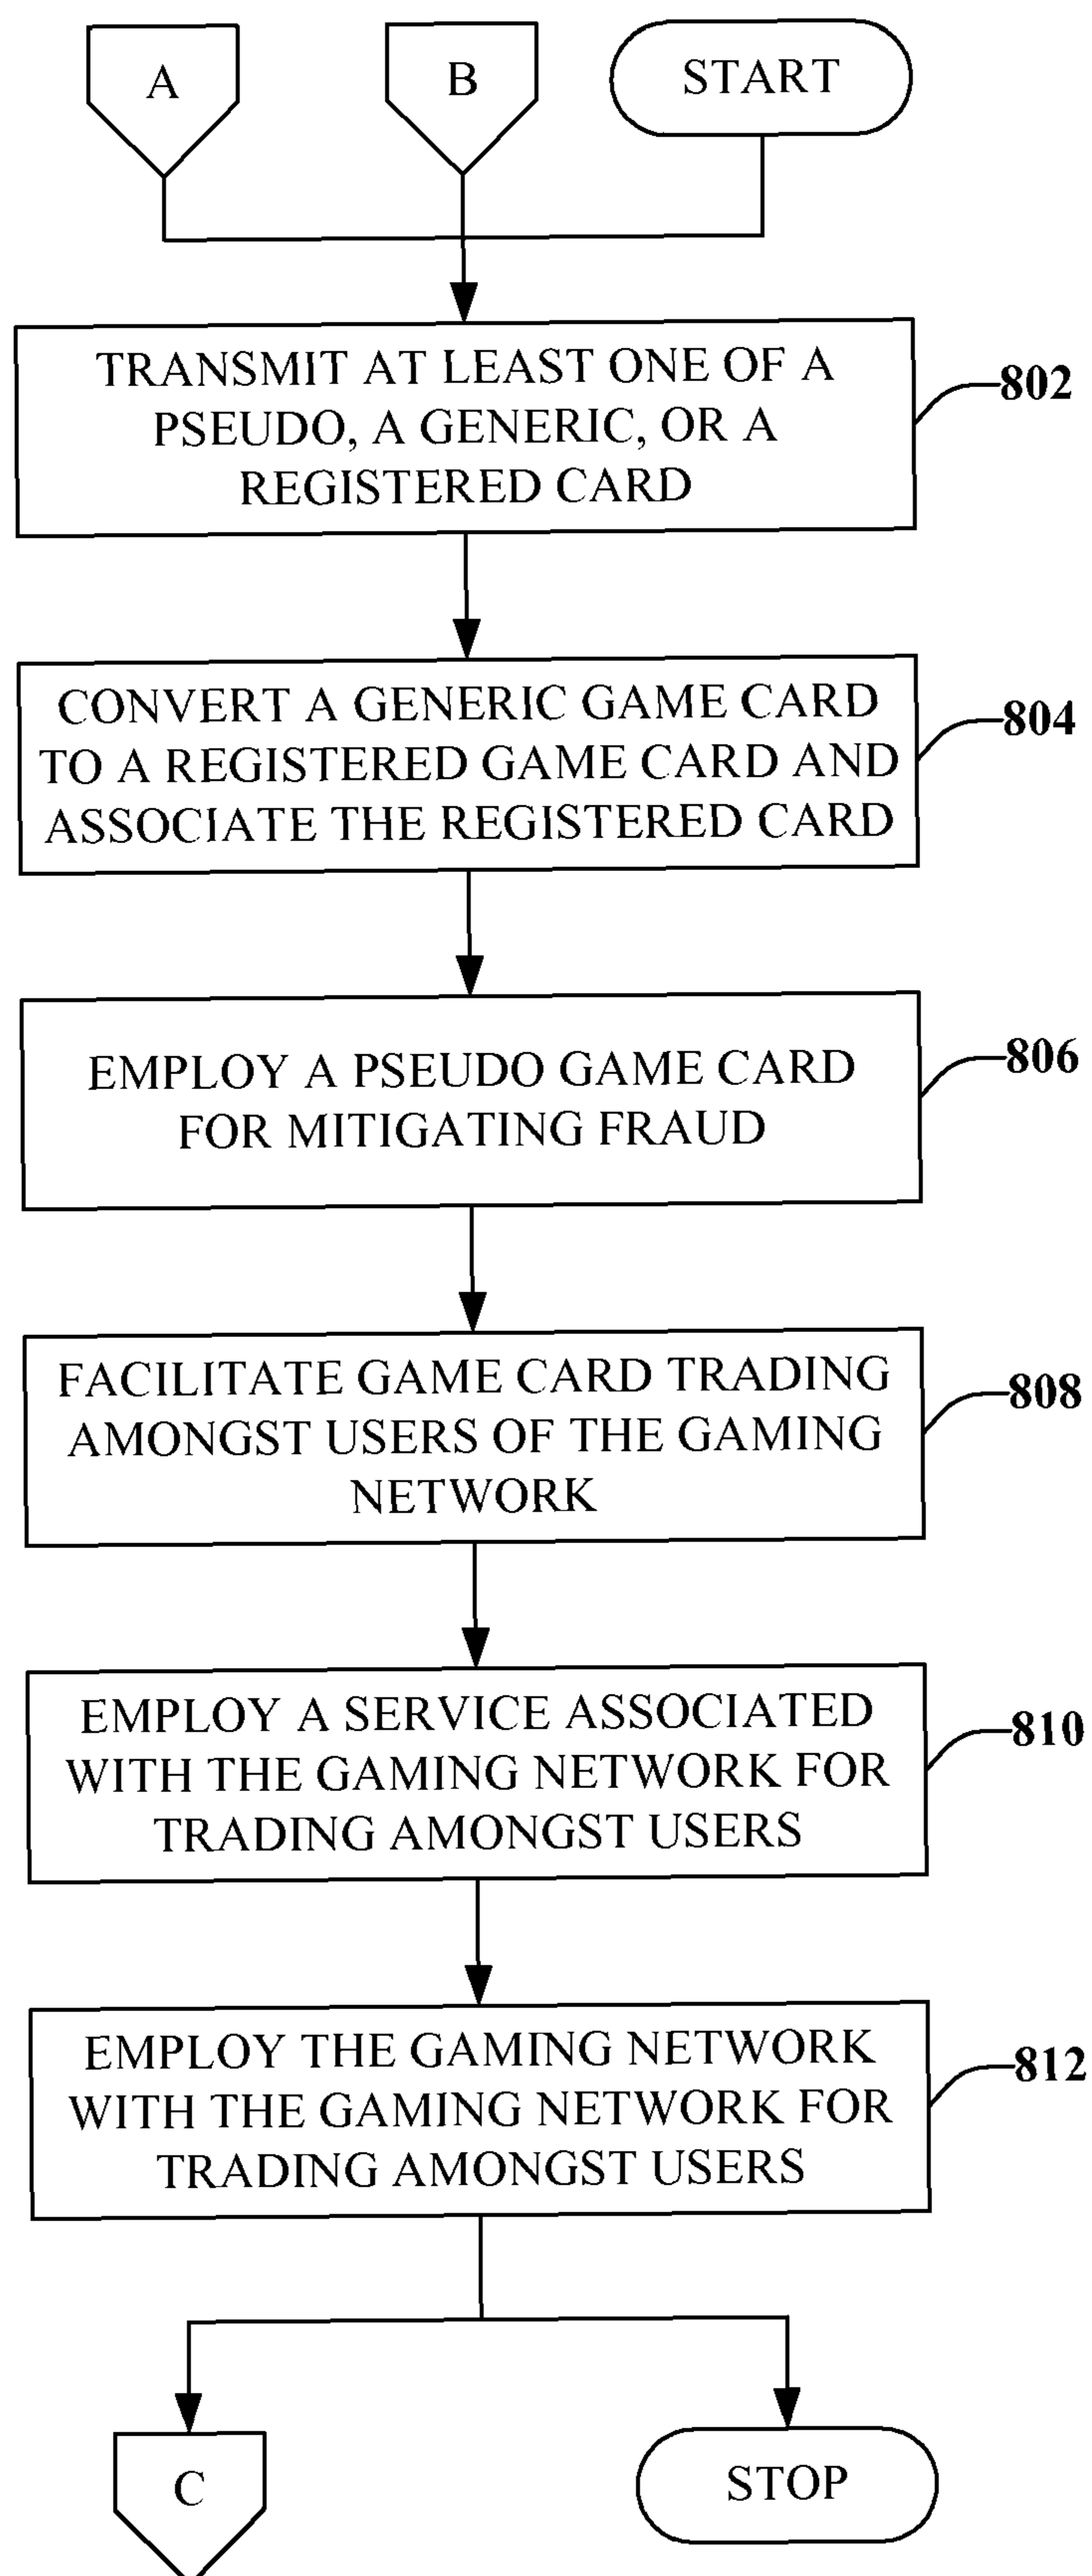 A
B
START
TRANSMIT AT LEAST ONE OF A
PSEUDO, A GENERIC, OR A
REGISTERED CARD
802
CONVERT A GENERIC GAME CARD
TO A REGISTERED GAME CARD AND
ASSOCIATE THE REGISTERED CARD
804
EMPLOY A PSEUDO GAME CARD
FOR MITIGATING FRAUD
806
FACILITATE GAME CARD TRADING
AMONGST USERS OF THE GAMING
NETWORK
808
EMPLOY A SERVICE ASSOCIATED
WITH THE GAMING NETWORK FOR
TRADING AMONGST USERS
810
EMPLOY THE GAMING NETWORK
WITH THE GAMING NETWORK FOR
TRADING AMONGST USERS
812
C
STOP